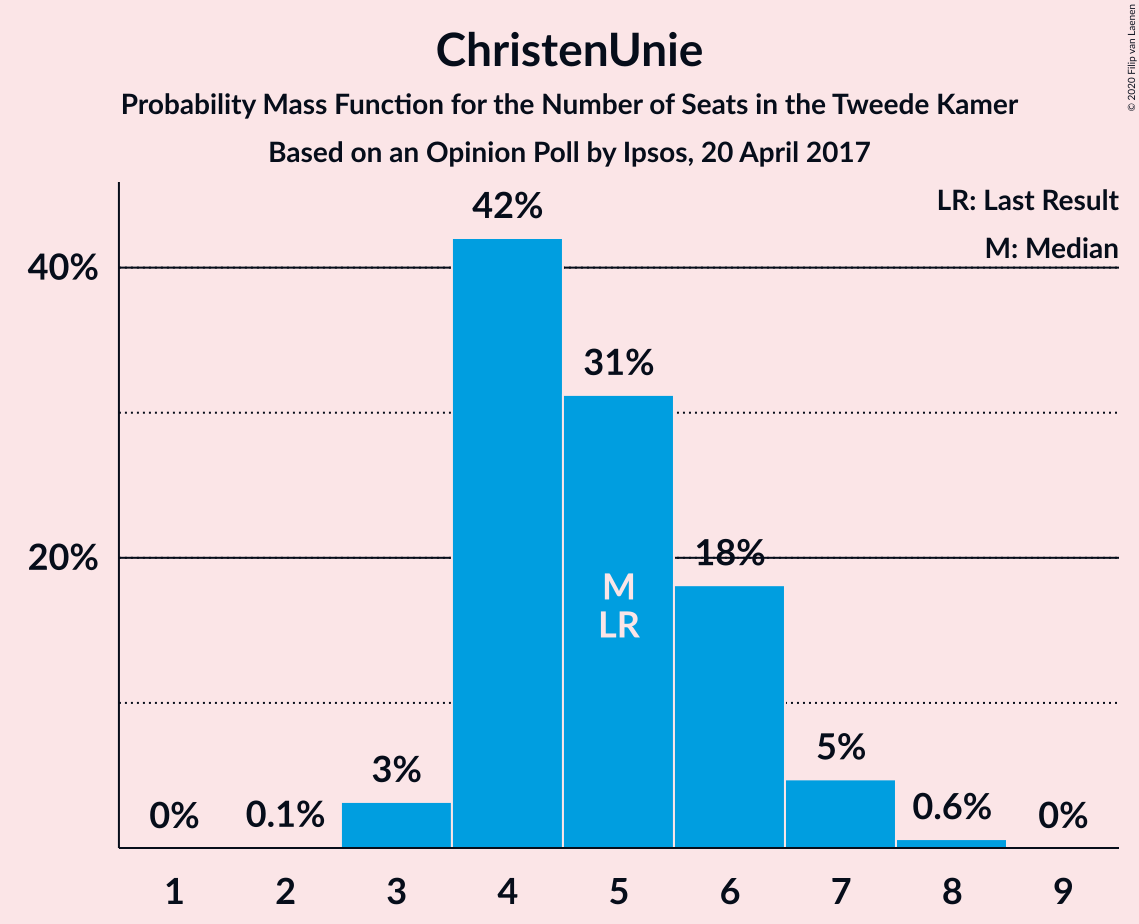 ChristenUnie
Probability Mass Function for the Number of Seats in the Tweede Kamer
Based on an Opinion Poll by Ipsos, 20 April 2017
© 2020 Filip van Laenen
LR: Last Result
M: Median
40%
20%
0%
0.1%
3%
42%
31%
18%
5%
0.6%
0%
M
LR
1 2 3 4 5 6 7 8 9